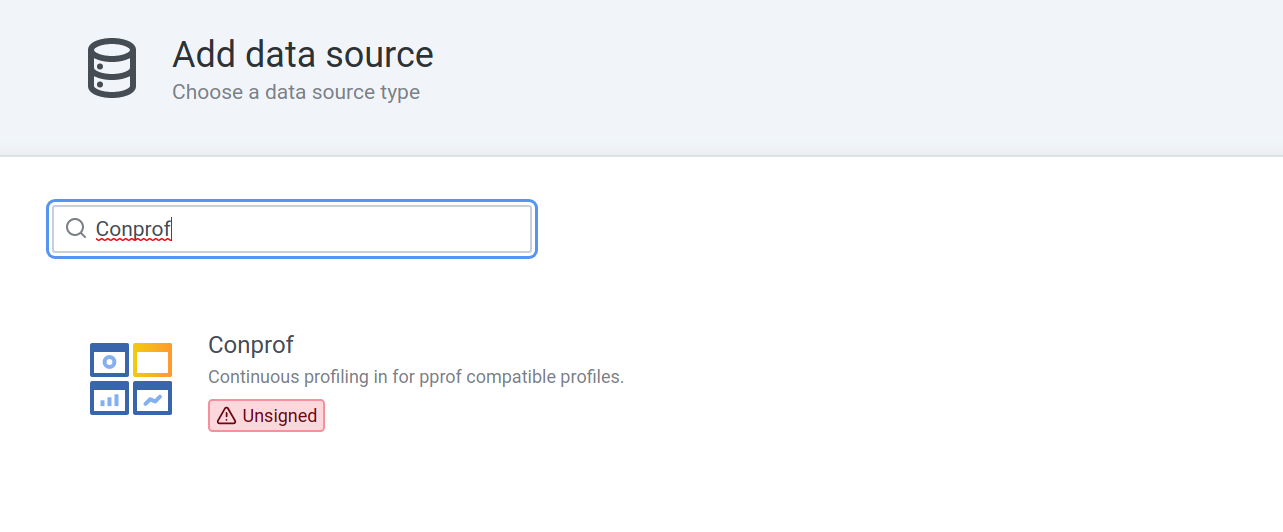 Add data source
Choose a data source type
Conprof
Conprof
Continuous profiling in for pprof compatible profiles.
Unsigned